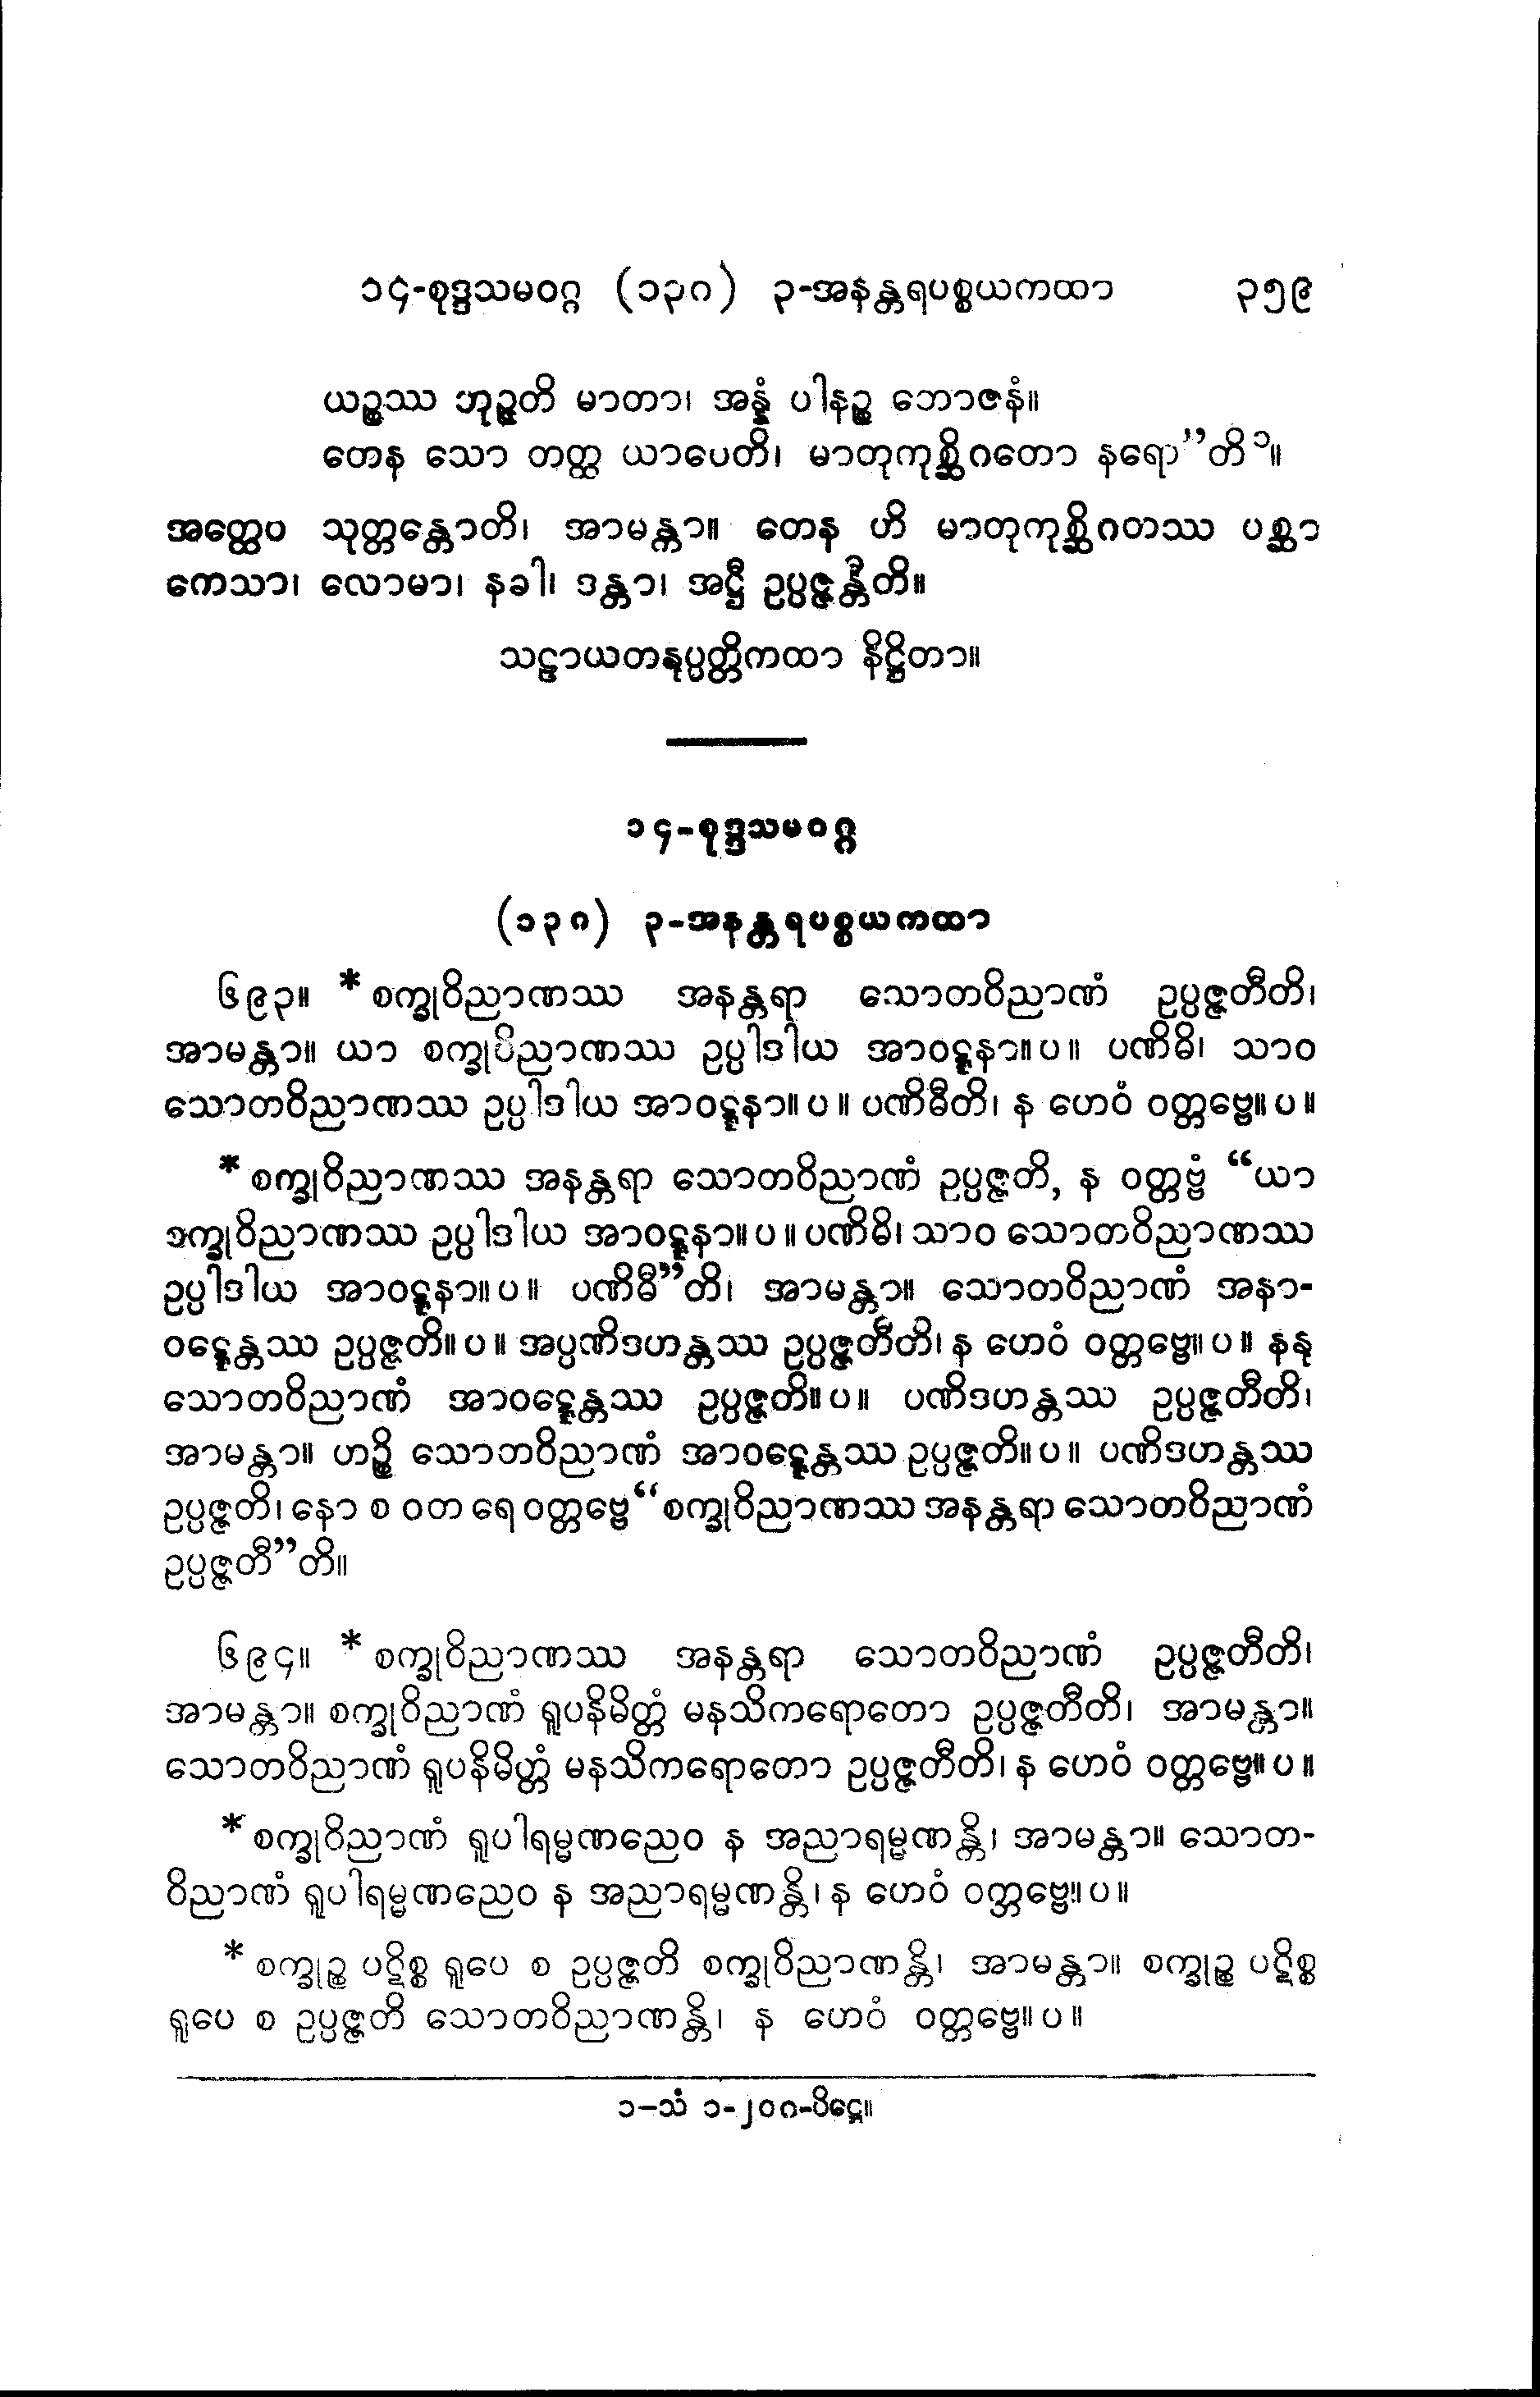 ၁၄-စုဒ္ဒသမဝဂ္ဂ (၁၃၈) ၃-အနန္တရပစ္စယကထာ ၃၅၉
ယဉ္စဿ ဘုဉ္ဇတိ မာတာ၊ အန္နံ ပါနဉ္စ ဘောဇနံ။
တေန သော တတ္ထ ယာပေတိ၊ မာတုကုစ္ဆိဂတော နရော”တိ ၁။
အတ္ထေဝ သုတ္တန္တောတိ၊ အာမန္တာ။ တေန ဟိ မာတုကုစ္ဆိဂတဿ ပစ္ဆာ
ကေသာ၊ လောမာ၊ နခါ၊ ဒန္တာ၊ အဋ္ဌီ ဥပ္ပဇ္ဇန္တီတိ။
သဠာယတနုပ္ပတ္တိကထာ နိဋ္ဌိတာ။
၁၄-စုဒ္ဒသမဝဂ္ဂ
(၁၃၈) ၃-အနန္တရပစ္စယကထာ
၆၉၃။ * စက္ခုဝိညာဏဿ အနန္တရာ သောတဝိညာဏံ ဥပ္ပဇ္ဇတီတိ၊
အာမန္တာ။ ယာ စက္ခုဝိညာဏဿ ဥပ္ပါဒါယ အာဝဋ္ဋနာ။ ပ။ ပဏိဓိ၊ သာဝ
သောတဝိညာဏဿ ဥပ္ပါဒါယ အာဝဋ္ဋနာ။ ပ။ ပဏိဓီတိ၊ န ဟေဝံ ဝတ္တဗ္ဗေ။ ပ။
* စက္ခုဝိညာဏဿ အနန္တရာ သောတဝိညာဏံ ဥပ္ပဇ္ဇတိ, န ဝတ္တဗ္ဗံ “ယာ
စက္ခုဝိညာဏဿ ဥပ္ပါဒါယ အာဝဋ္ဋနာ။ ပ။ ပဏိဓိ၊ သာဝ သောတဝိညာဏဿ
ဥပ္ပါဒါယ အာဝဋ္ဋနာ။ ပ။ ပဏိဓီ”တိ၊ အာမန္တာ။ သောတဝိညာဏံ အနာ-
ဝဋ္ဋေန္တဿ ဥပ္ပဇ္ဇတိ။ ပ။ အပ္ပဏိဒဟန္တဿ ဥပ္ပဇ္ဇတီတိ၊ န ဟေဝံ ဝတ္တဗ္ဗေ။ ပ။ နနု
သောတဝိညာဏံ အာဝဋ္ဋေန္တဿ ဥပ္ပဇ္ဇတိ။ ပ။ ပဏိဒဟန္တဿ ဥပ္ပဇ္ဇတီတိ၊
အာမန္တာ။ ဟဉ္စိ သောတဝိညာဏံ အာဝဋ္ဋေန္တဿ ဥပ္ပဇ္ဇတိ။ ပ။ ပဏိဒဟန္တဿ
ဥပ္ပဇ္ဇတိ၊ နော စ ဝတ ရေ ဝတ္တဗ္ဗေ “စက္ခုဝိညာဏဿ အနန္တရာ သောတဝိညာဏံ
ဥပ္ပဇ္ဇတီ”တိ။
၆၉၄။ * စက္ခုဝိညာဏဿ အနန္တရာ သောတဝိညာဏံ ဥပ္ပဇ္ဇတီတိ၊
အာမန္တာ။ စက္ခုဝိညာဏံ ရူပနိမိတ္တံ မနသိကရောတော ဥပ္ပဇ္ဇတီတိ၊ အာမန္တာ။
သောတဝိညာဏံ ရူပနိမိတ္တံ မနသိကရောတော ဥပ္ပဇ္ဇတီတိ၊ န ဟေဝံ ဝတ္တဗ္ဗေ။ ပ။
* စက္ခုဝိညာဏံ ရူပါရမ္မဏညေဝ န အညာရမ္မဏန္တိ၊ အာမန္တာ။ သောတ-
ဝိညာဏံ ရူပါရမ္မဏညေဝ န အညာရမ္မဏန္တိ၊ န ဟေဝံ ဝတ္တဗ္ဗေ။ ပ။
* စက္ခုဉ္စ ပဋိစ္စ ရူပေ စ ဥပ္ပဇ္ဇတိ စက္ခုဝိညာဏန္တိ၊ အာမန္တာ။ စက္ခုဉ္စ ပဋိစ္စ
ရူပေ စ ဥပ္ပဇ္ဇတိ သောတဝိညာဏန္တိ၊ န ဟေဝံ ဝတ္တဗ္ဗေ။ ပ။
၁–သံ ၁-၂၀၈-ပိဋ္ဌေ။